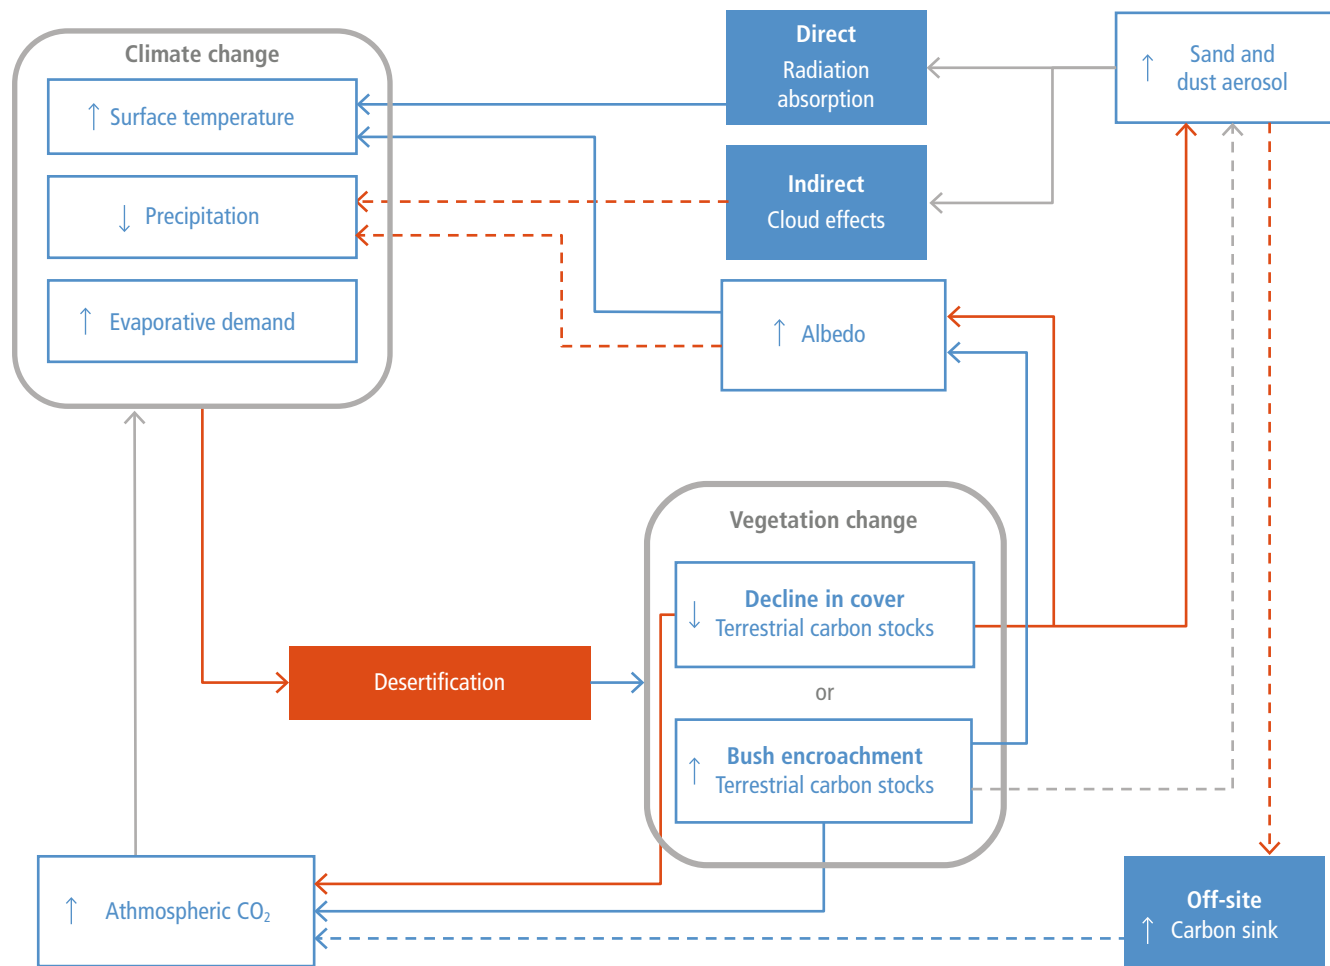 Climate change
↑ Surface temperature
↓ Precipitation
↑ Evaporative demand
Direct
Radiation
absorption
Indirect
Cloud effects
↑ Albedo
↑ Sand and
dust aerosol
Vegetation change
Decline in cover
↓ Terrestrial carbon stocks
or
Bush encroachment
↑ Terrestrial carbon stocks
Desertification
↑ Athmospheric CO₂
Off-site
↑ Carbon sink